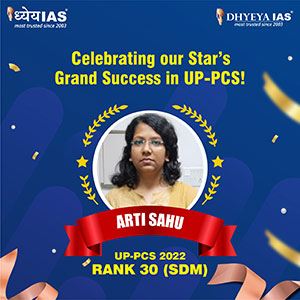 ध्येय IAS®
most trusted since 2003
DHYEYA IAS®
most trusted since 2003
Celebrating our Star's
Grand Success in UP-PCS!
ARTI SAHU
UP-PCS 2022
RANK 30 (SDM)